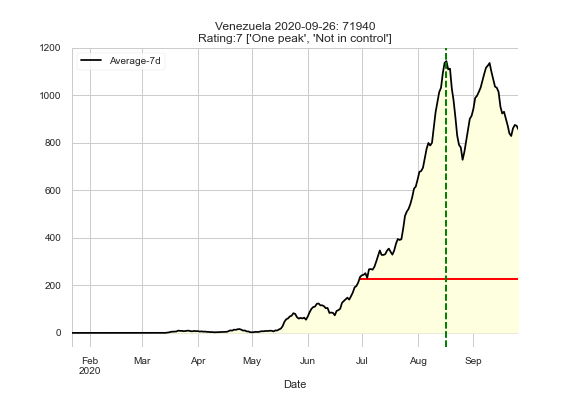 Venezuela 2020-09-26: 71940
Rating:7 ['One peak', 'Not in control']
Average-7d
1200
1000
800
600
400
200
0
Feb
2020
Mar
Apr
May
Jun
Jul
Aug
Sep
Date